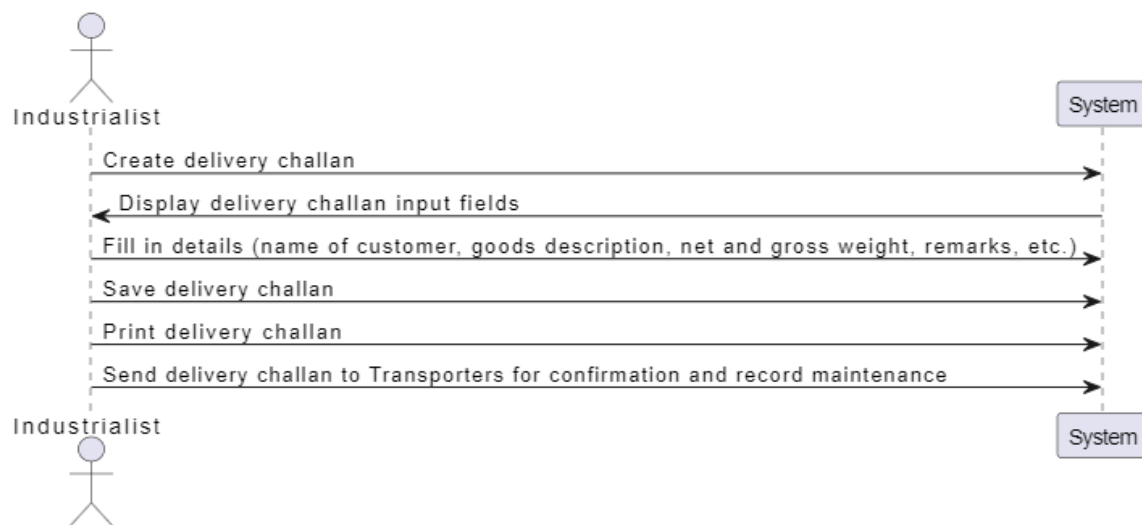 Industrialist
System
Create delivery challan
Display delivery challan input fields
Fill in details (name of customer, goods description, net and gross weight, remarks, etc.)
Save delivery challan
Print delivery challan
Send delivery challan to Transporters for confirmation and record maintenance
Industrialist
System